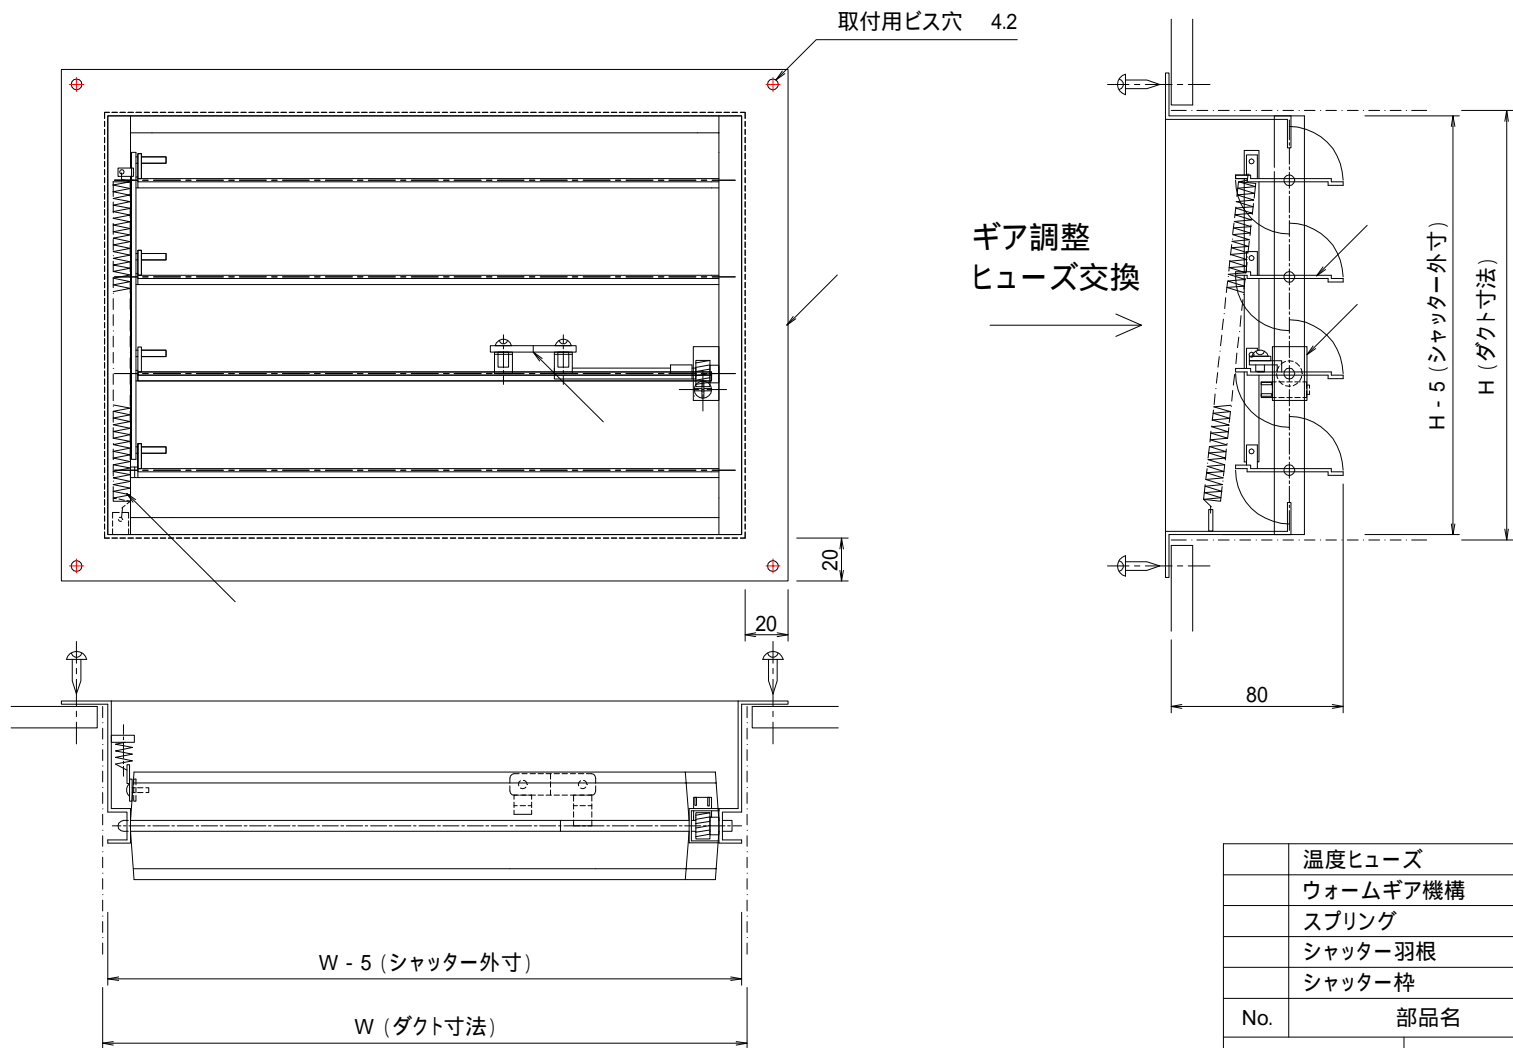 取付用ビス穴 4.2
ギア調整
ヒューズ交換
H - 5 (シャッター外寸)
H (ダクト寸法)
20
20
80
W - 5 (シャッター外寸)
W (ダクト寸法)
温度ヒューズ
ウォームギア機構
スプリング
シャッター羽根
シャッター枠
No. 部品名